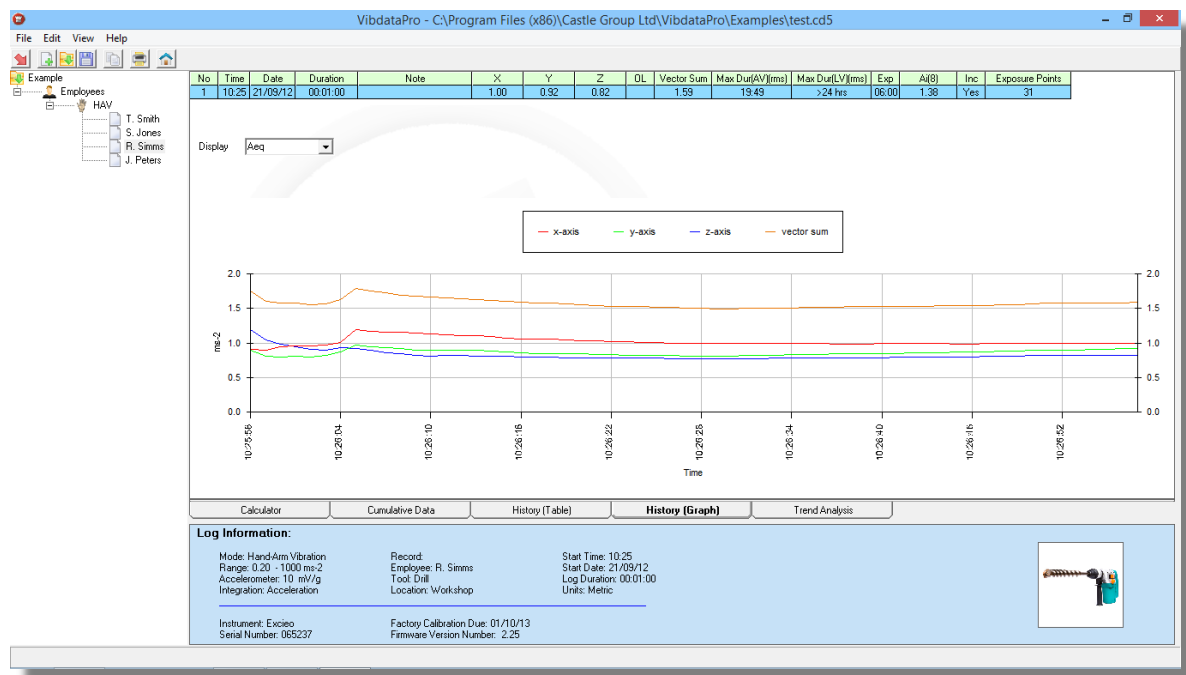 VibdataPro - C:\Program Files (x86)\Castle Group Ltd\VibdataPro\Examples\test.cd5
File Edit View Help
Example
Employees
HAV
T. Smith
S. Jones
R. Simms
J. Peters
No Time Date Duration Note X Y Z OL Vector Sum Max Dur(AV)(rms) Max Dur(LV)(rms) Exp Ai(8) Inc Exposure Points
1 10:25 21/09/12 00:01:00 1.00 0.92 0.82 1.59 19:49 >24 hrs 06:00 1.38 Yes 31
Display Aeq
x-axis y-axis z-axis vector sum
2.0 2.0
1.5 1.5
ms-2
1.0 1.0
0.5 0.5
0.0 0.0
10:25:56 10:26:04 10:26:10 10:26:16 10:26:22 10:26:28 10:26:34 10:26:40 10:26:46 10:26:52
Time
Calculator Cumulative Data History (Table) History (Graph) Trend Analysis
Log Information:
Mode: Hand-Arm Vibration Record: Start Time: 10:25
Range: 0.20 - 1000 ms-2 Employee: R. Simms Start Date: 21/09/12
Accelerometer: 10 mV/g Tool: Drill Log Duration: 00:01:00
Integration: Acceleration Location: Workshop Units: Metric
Instrument: Excieo Factory Calibration Due: 01/10/13
Serial Number: 065237 Firmware Version Number: 2.25